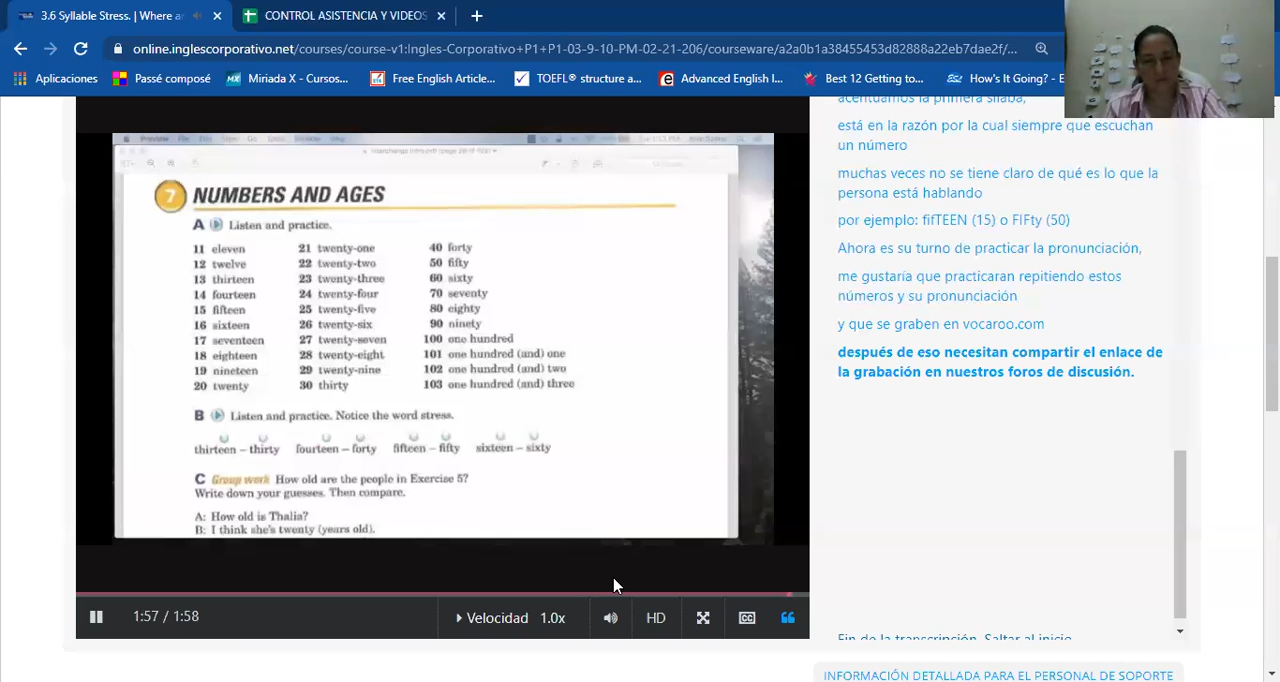 3.6 Syllable Stress. | Where a
CONTROL ASISTENCIA Y VIDEOS
online.inglescorporativo.net/courses/course-v1:Ingles-Corporativo+P1+P1-03-9-10-PM-02-21-206/courseware/a2a0b1a38455453d82888a22eb7dae2f/...
Aplicaciones
Passé composé
Miriada X - Cursos...
Free English Article...
TOEFL® structure a...
Advanced English l...
Best 12 Getting to...
How's It Going? - E
7 NUMBERS AND AGES
A Listen and practice.
11 eleven
12 twelve
13 thirteen
14 fourteen
15 fifteen
16 sixteen
17 seventeen
18 eighteen
19 nineteen
20 twenty
21 twenty-one
22 twenty-two
23 twenty-three
24 twenty-four
25 twenty-five
26 twenty-six
27 twenty-seven
28 twenty-eight
29 twenty-nine
30 thirty
40 forty
50 fifty
60 sixty
70 seventy
80 eighty
90 ninety
100 one hundred
101 one hundred (and) one
102 one hundred (and) two
103 one hundred (and) three
B Listen and practice. Notice the word stress.
thirteen – thirty fourteen – forty fifteen – fifty sixteen – sixty
C Group work How old are the people in Exercise 5?
Write down your guesses. Then compare.
A: How old is Thalia?
B: I think she's twenty (years old).
1:57 / 1:58
Velocidad 1.0x
HD
CC
acentuamos la primera sílaba,
está en la razón por la cual siempre que escuchan
un número
muchas veces no se tiene claro de qué es lo que la
persona está hablando
por ejemplo: fifTEEN (15) o FIFty (50)
Ahora es su turno de practicar la pronunciación,
me gustaría que practicaran repitiendo estos
números y su pronunciación
y que se graben en vocaroo.com
después de eso necesitan compartir el enlace de
la grabación en nuestros foros de discusión.
Fin de la transcripción. Saltar al inicio.
INFORMACIÓN DETALLADA PARA EL PERSONAL DE SOPORTE